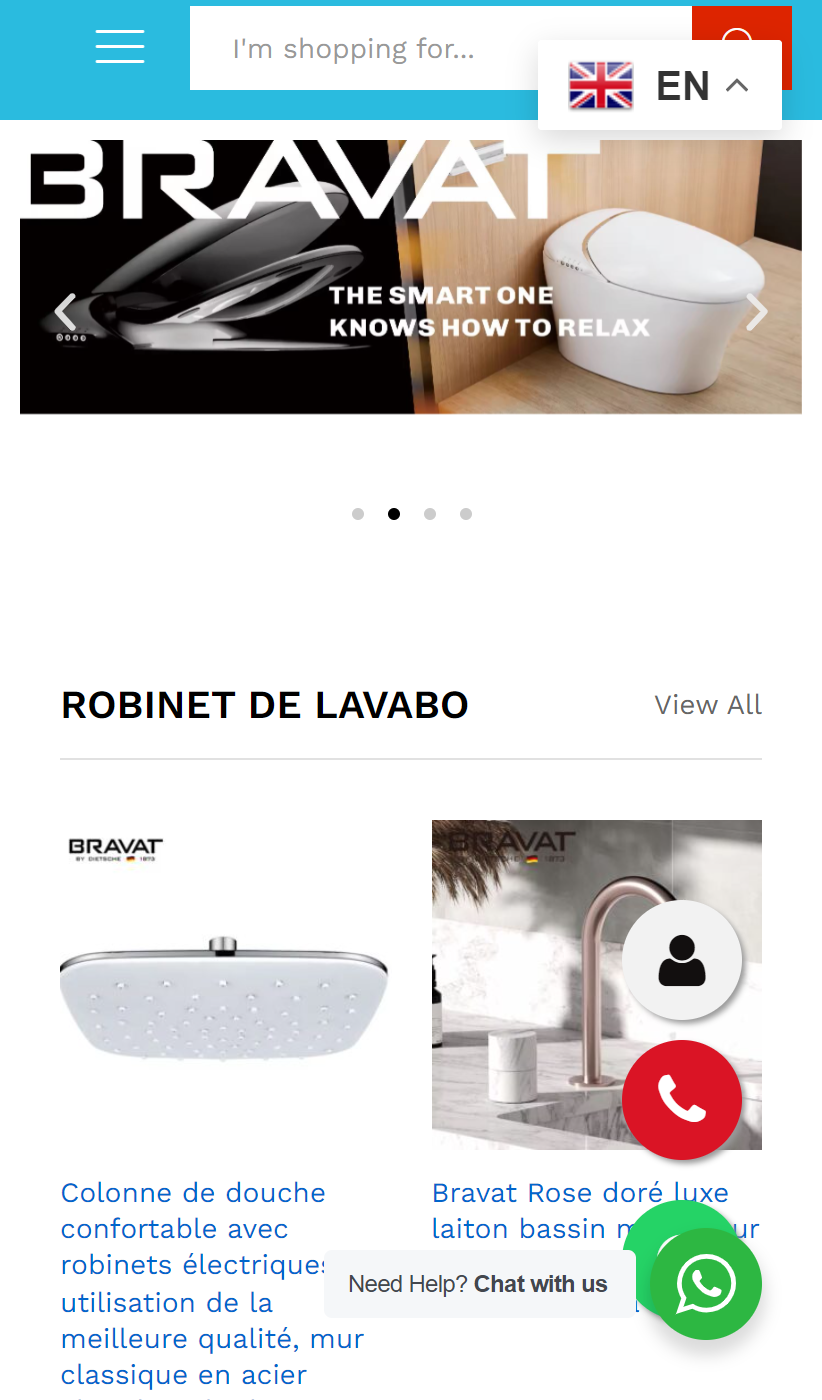 I'm shopping for...
EN
BRAVAT
THE SMART ONE
KNOWS HOW TO RELAX
ROBINET DE LAVABO
View All
BRAVAT
BY DIETSCHE 1873
BRAVAT
BY DIETSCHE 1873
Colonne de douche
confortable avec
robinets électriques
utilisation de la
meilleure qualité, mur
classique en acier
Bravat Rose doré luxe
laiton bassin
Need Help? Chat with us